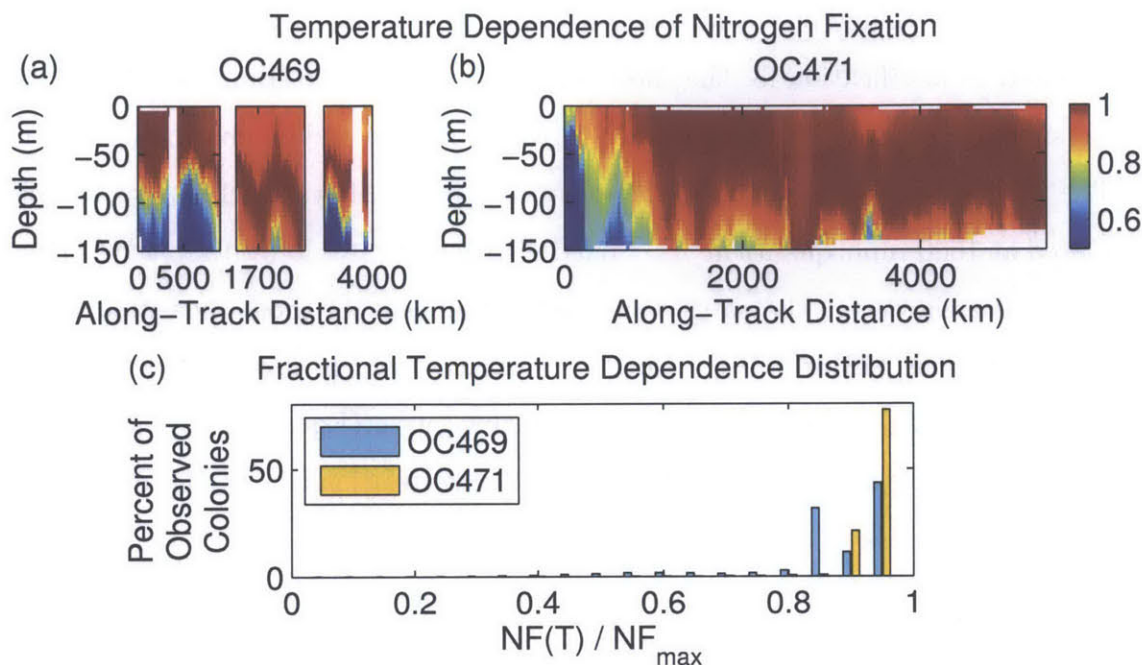 Temperature Dependence of Nitrogen Fixation
(a) OC469 (b) OC471
Depth (m)
0
−50
−100
−150
0 500 1700 4000
Along−Track Distance (km)
Depth (m)
0
−50
−100
−150
0 2000 4000
Along−Track Distance (km)
1
0.8
0.6
(c) Fractional Temperature Dependence Distribution
Percent of
Observed
Colonies
50
0
OC469
OC471
0 0.2 0.4 0.6 0.8 1
NF(T) / NFmax